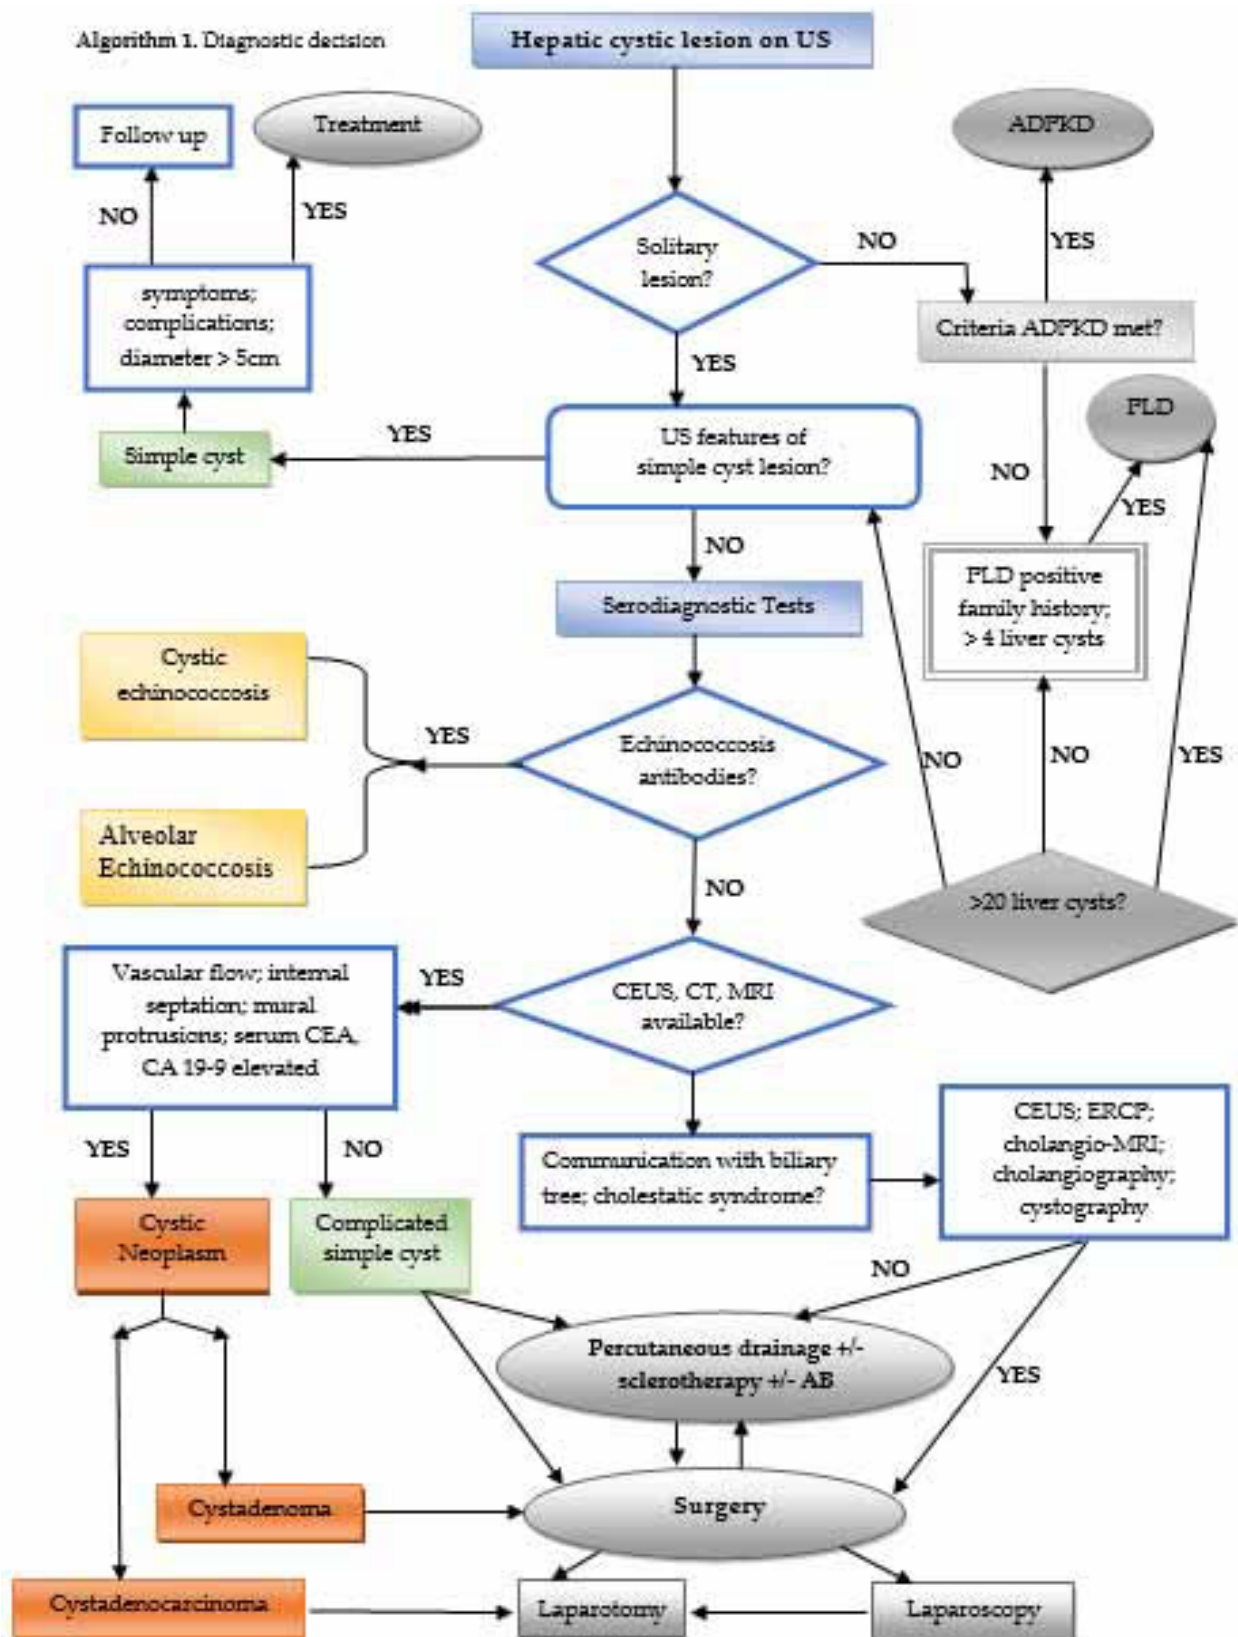 Algorithm 1. Diagnostic decision
Hepatic cystic lesion on US
Follow up
Treatment
ADPKD
NO
YES
YES
Solitary
lesion?
NO
symptoms;
complications;
diameter > 5cm
Criteria ADPKD met?
YES
PLD
YES
US features of
simple cyst lesion?
Simple cyst
NO
YES
NO
PLD positive
family history;
> 4 liver cysts
Serodiagnostic Tests
Cystic
echinococcosis
YES
Echinococcosis
antibodies?
NO
NO
YES
Alveolar
Echinococcosis
NO
>20 liver cysts?
Vascular flow; internal
septation; mural
protrusions; serum CEA,
CA 19-9 elevated
YES
CEUS, CT, MRI
available?
YES
NO
Communication with biliary
tree; cholestatic syndrome?
CEUS; ERCP;
cholangio-MRI;
cholangiography;
cystography
Cystic
Neoplasm
Complicated
simple cyst
NO
Percutaneous drainage +/-
sclerotherapy +/- AB
YES
Cystadenoma
Surgery
Cystadenocarcinoma
Laparotomy
Laparoscopy